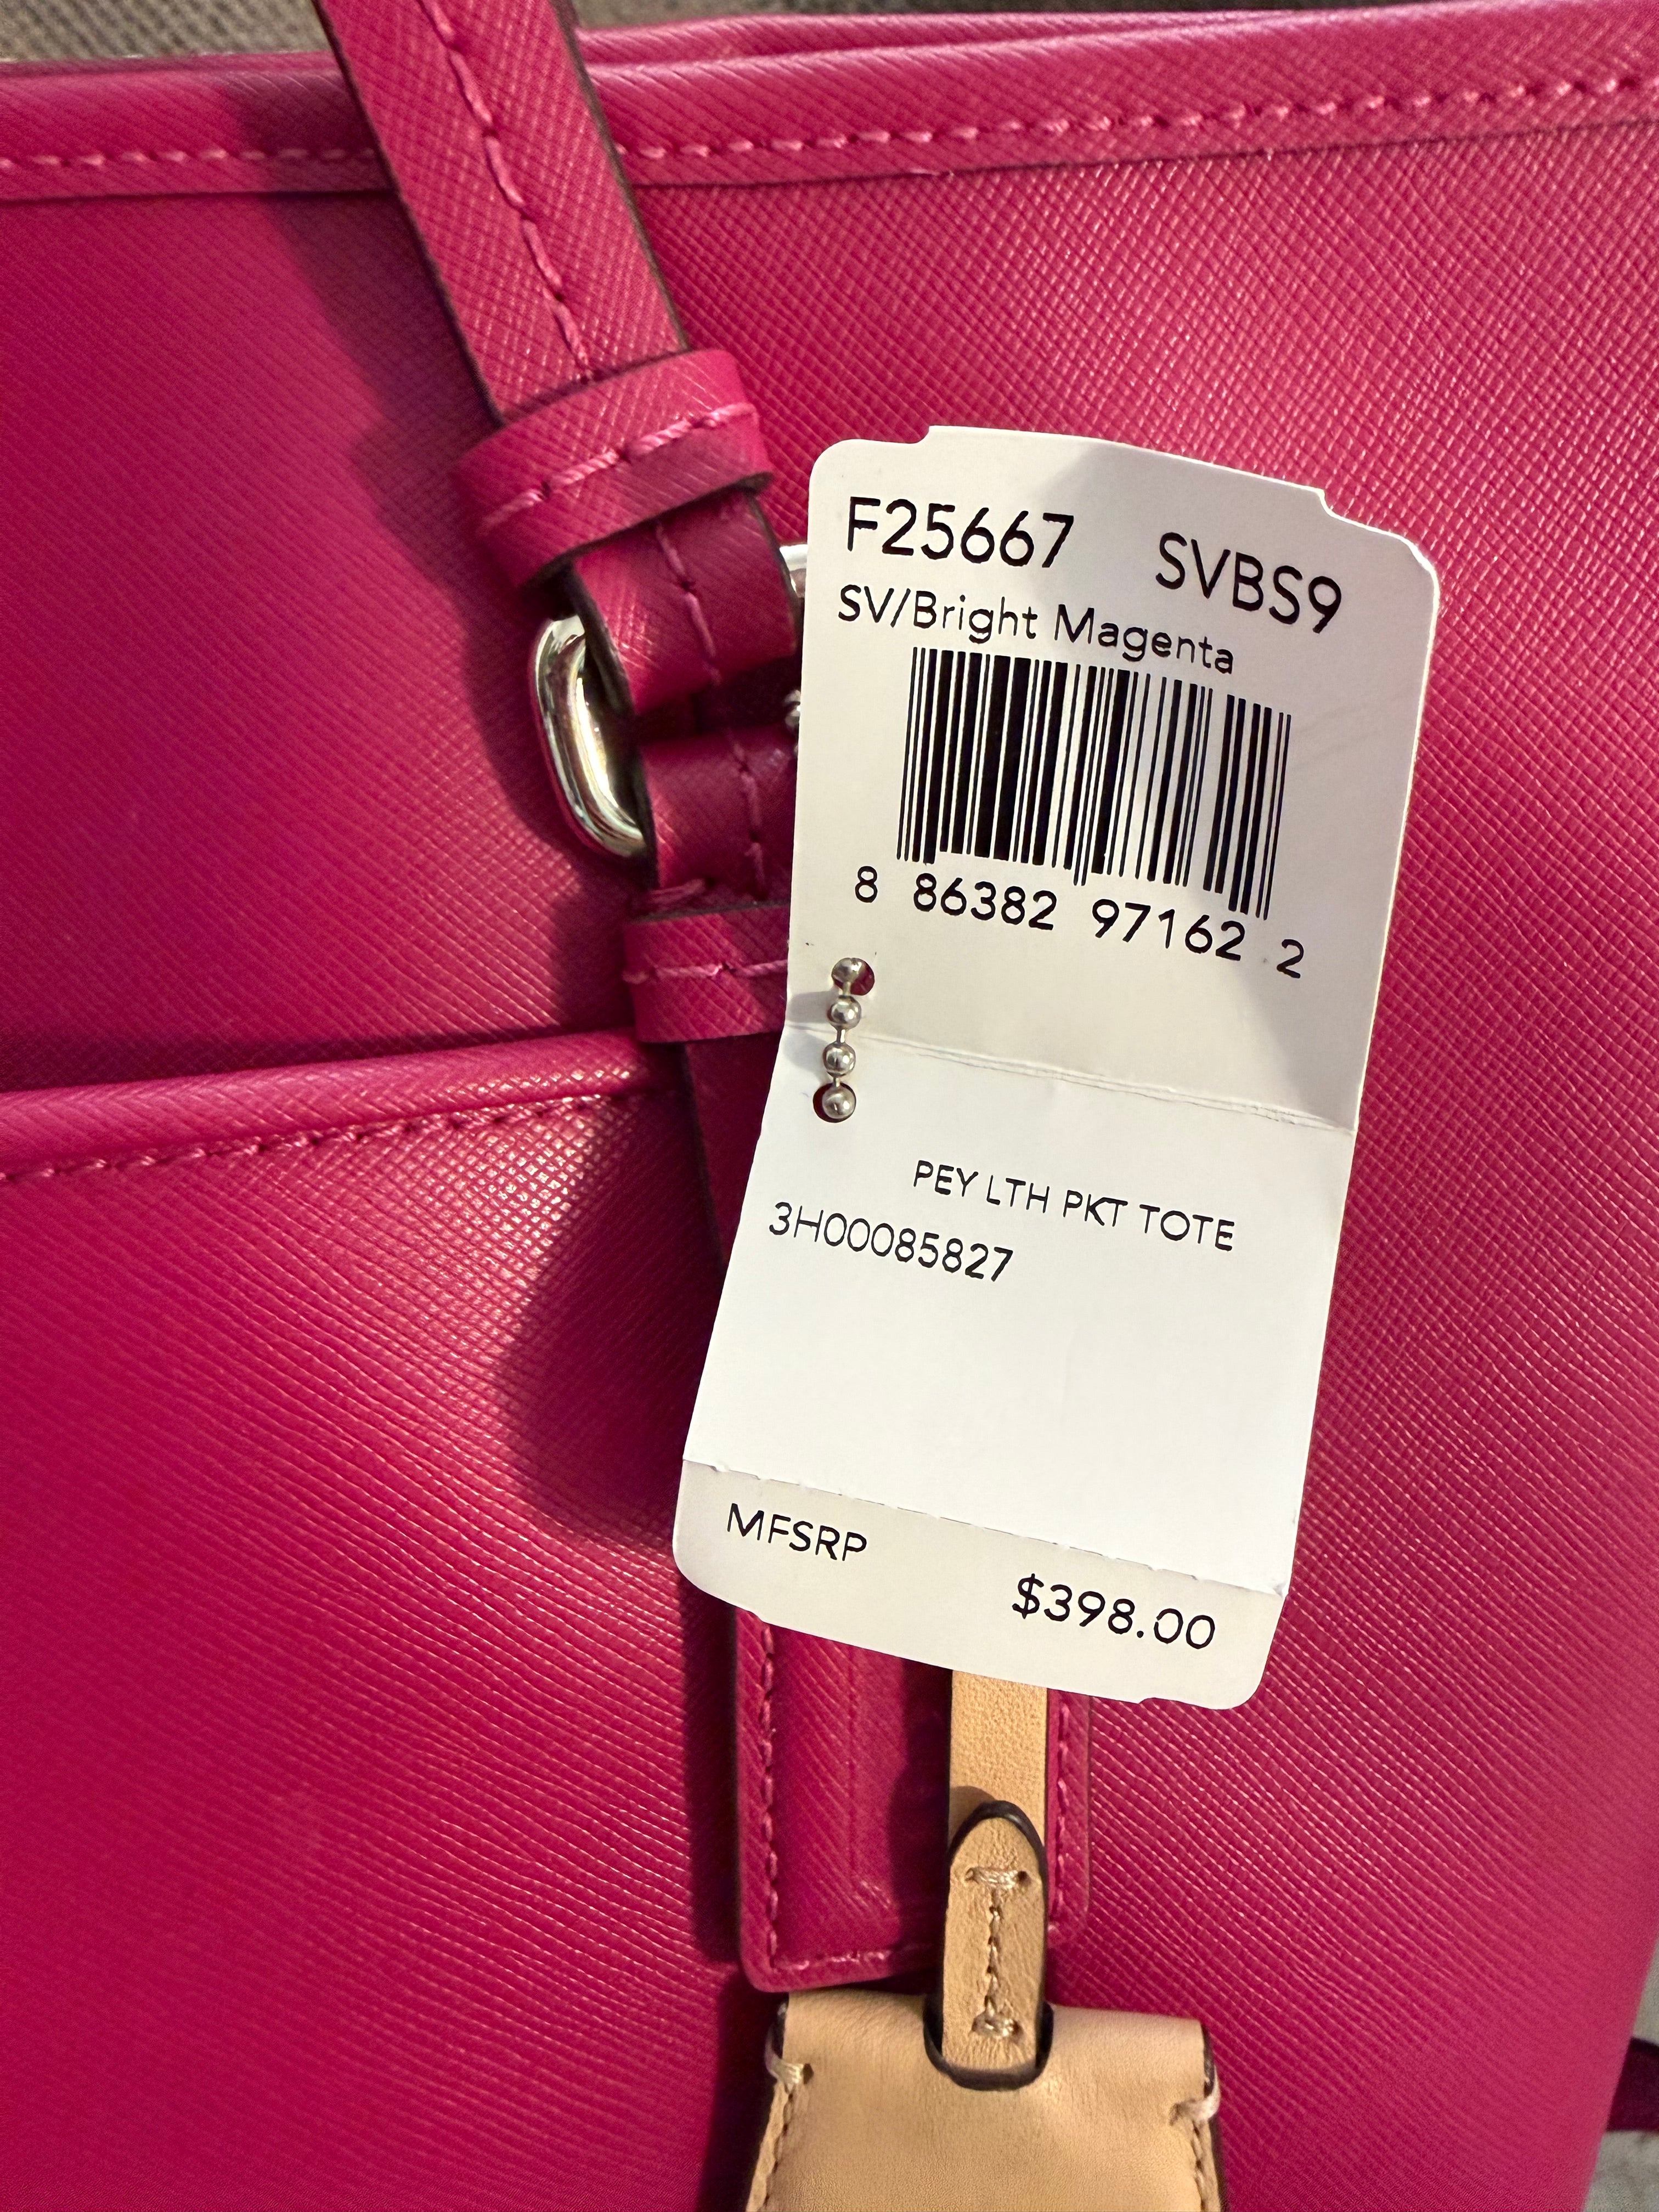 F25667 SVBS9
SV/Bright Magenta
8 86382 97162 2
PEY LTH PKT TOTE
3H00085827
MFSRP
$398.00